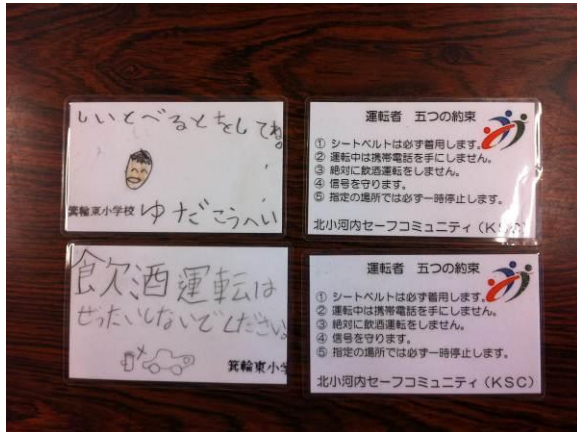 しいとべるとをしてね。
箕輪東小学校 ゆだこうへい
運転者 五つの約束
① シートベルトは必ず着用します。
② 運転中は携帯電話を手にしません。
③ 絶対に飲酒運転をしません。
④ 信号を守ります。
⑤ 指定の場所では必ず一時停止します。
北小河内セーフコミュニティ(KSC)
飲酒運転は
ぜったいしないでください。
箕輪東小学
運転者 五つの約束
① シートベルトは必ず着用します。
② 運転中は携帯電話を手にしません。
③ 絶対に飲酒運転をしません。
④ 信号を守ります。
⑤ 指定の場所では必ず一時停止します。
北小河内セーフコミュニティ(KSC)